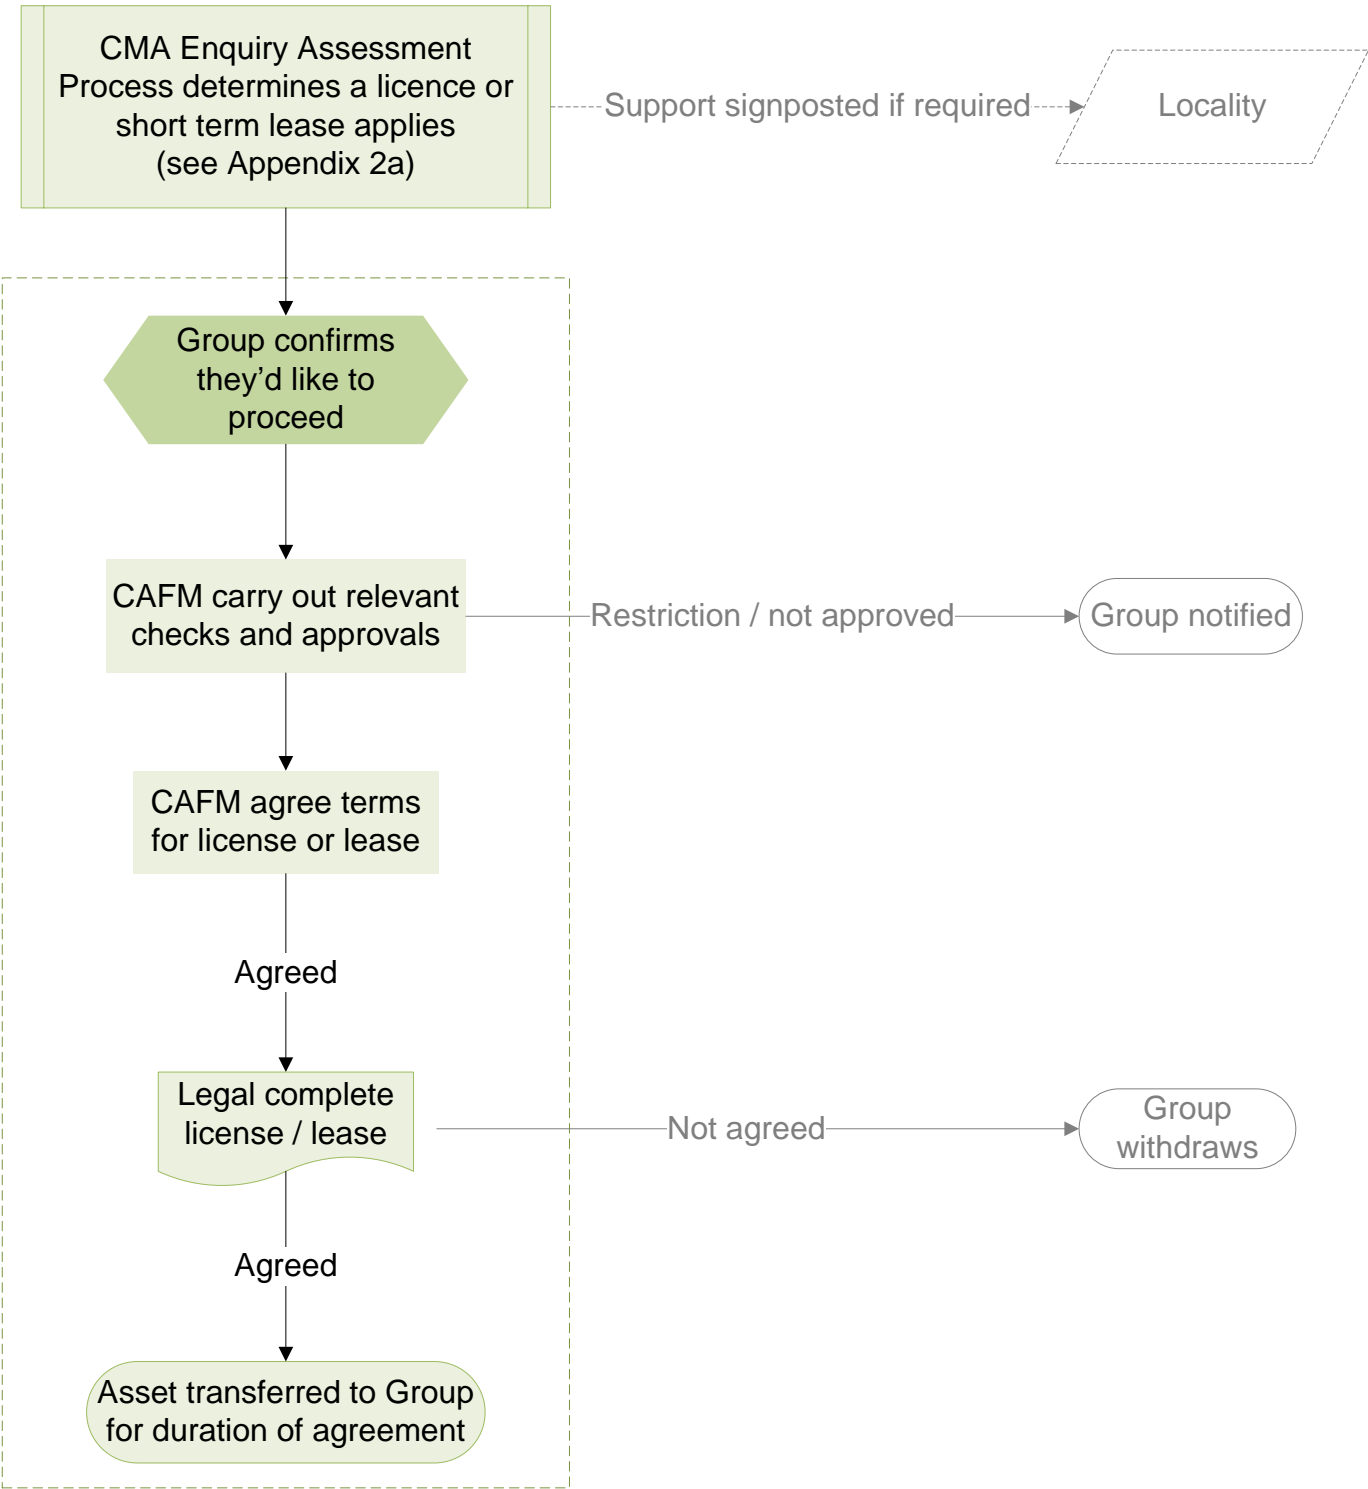 CMA Enquiry Assessment
Process determines a licence or
short term lease applies
(see Appendix 2a)
Support signposted if required
Locality
Group confirms
they’d like to
proceed
CAFM carry out relevant
checks and approvals
Restriction / not approved
Group notified
CAFM agree terms
for license or lease
Agreed
Legal complete
license / lease
Not agreed
Group
withdraws
Agreed
Asset transferred to Group
for duration of agreement